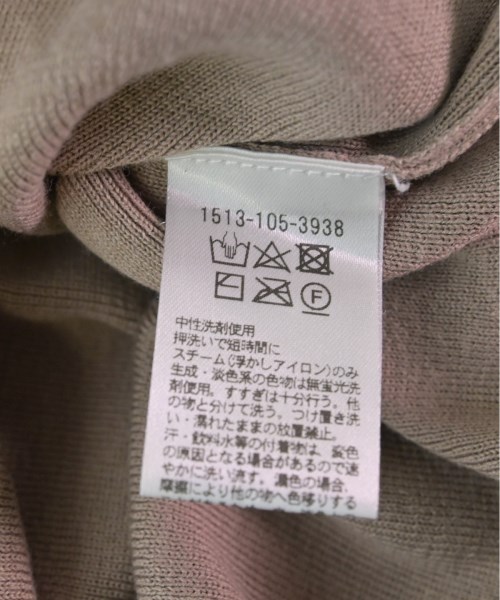 1513-105-3938
F
中性洗剤使用
押洗いで短時間に
スチーム(浮かしアイロン)のみ
生成・淡色系の色物は無蛍光洗
剤使用。すすぎは十分行う。他
の物と分けて洗う。つけ置き洗
い・濡れたままの放置禁止。
汗・飲料水等の付着物は、変色
の原因となる場合があるので速
やかに洗い流す。濃色の場合、
摩擦により他の物へ色移りする